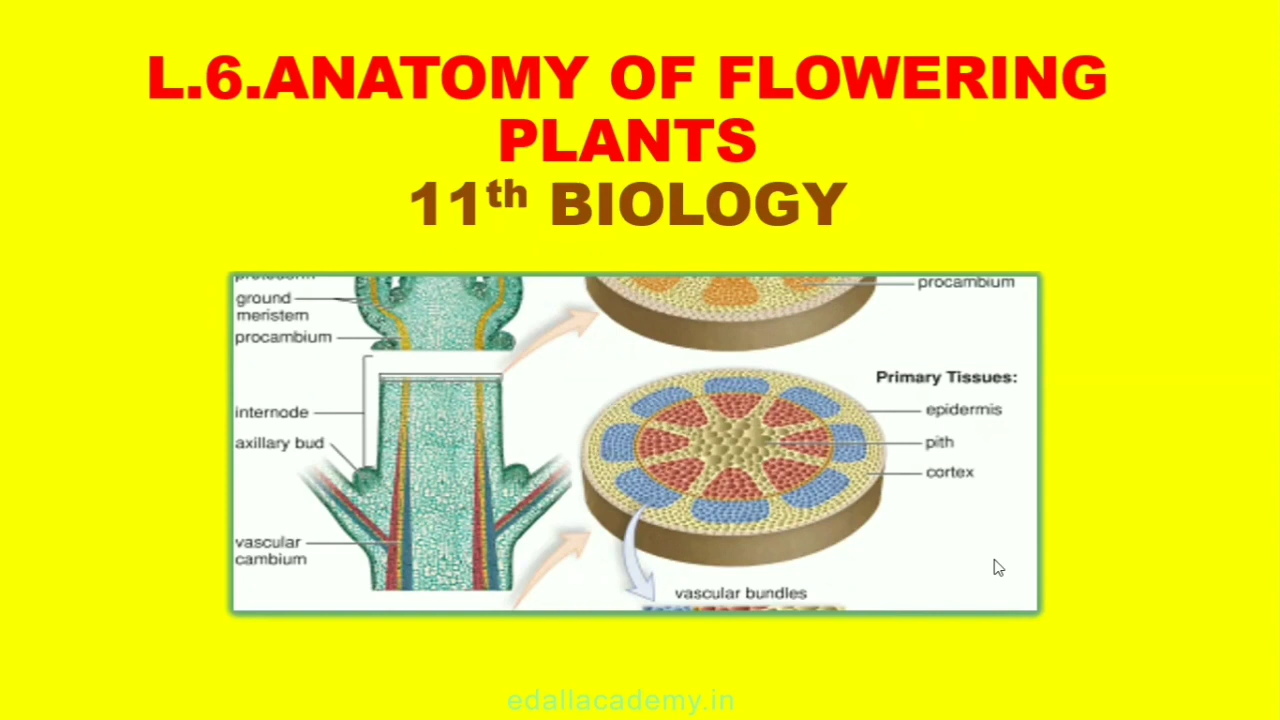 L.6.ANATOMY OF FLOWERING
PLANTS
11th BIOLOGY
procambium
ground
meristem
procambium
Primary Tissues:
internode
epidermis
axillary bud
pith
cortex
vascular
cambium
vascular bundles
edallacademy.in